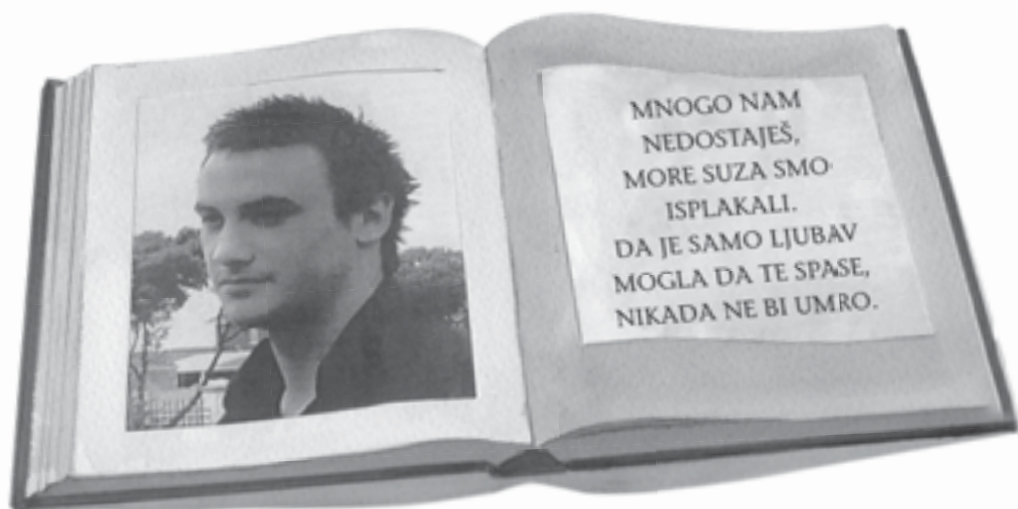 MNOGO NAM
NEDOSTAJEŠ,
MORE SUZA SMO
ISPLAKALI.
DA JE SAMO LJUBAV
MOGLA DA TE SPASE,
NIKADA NE BI UMRO.